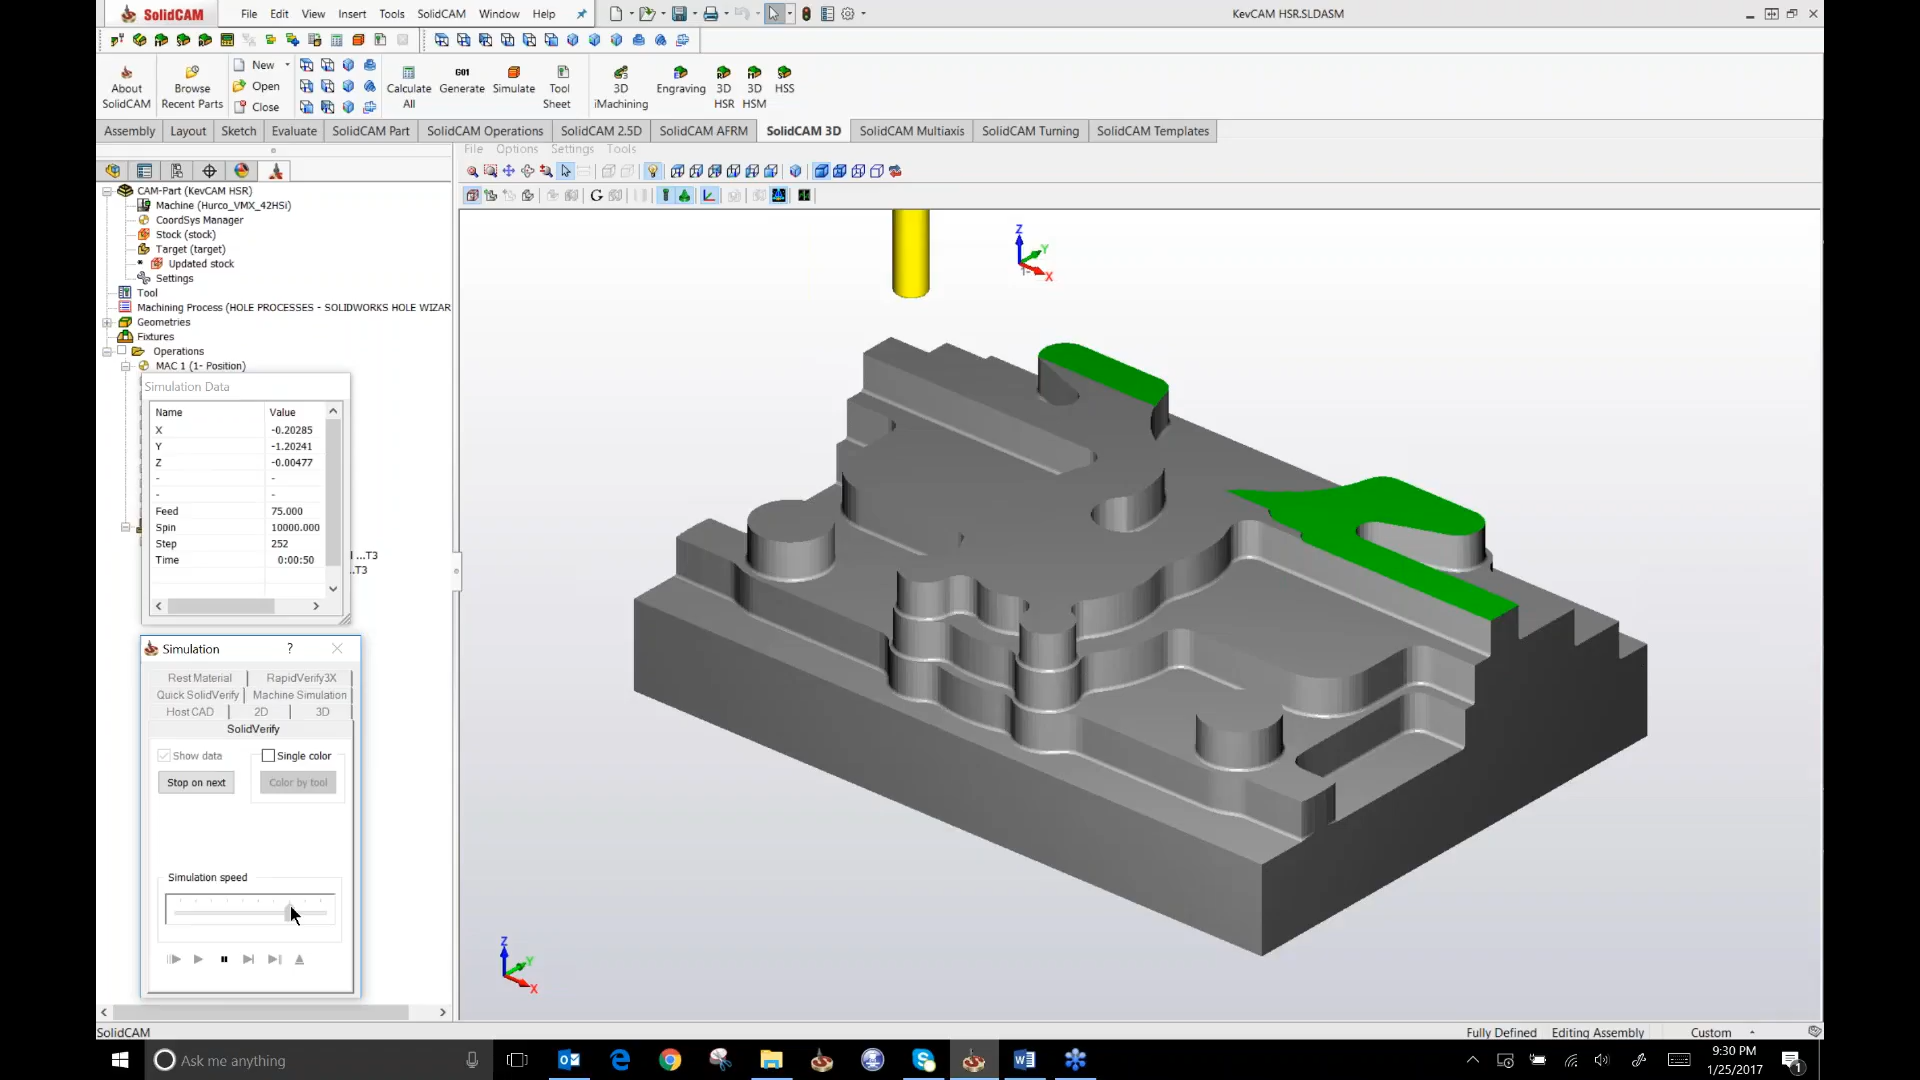 SolidCAM File Edit View Insert Tools SolidCAM Window Help KevCAM HSR.SLDASM
New
Open
Close
About SolidCAM
Browse Recent Parts
Calculate All
G01
Generate
Simulate
Tool Sheet
3D iMachining
Engraving
3D HSR
3D HSM
HSS
Assembly Layout Sketch Evaluate SolidCAM Part SolidCAM Operations SolidCAM 2.5D SolidCAM AFRM SolidCAM 3D SolidCAM Multiaxis SolidCAM Turning SolidCAM Templates
File Options Settings Tools
CAM-Part (KevCAM HSR)
Machine (Hurco_VMX_42HSi)
CoordSys Manager
Stock (stock)
Target (target)
* Updated stock
Settings
Tool
Machining Process (HOLE PROCESSES - SOLIDWORKS HOLE WIZAR
Geometries
Fixtures
Operations
MAC 1 (1- Position)
Simulation Data
Name Value
X -0.20285
Y -1.20241
Z -0.00477
- -
- -
Feed 75.000
Spin 10000.000
Step 252
Time 0:00:50
...T3
..T3
Simulation ?
Rest Material RapidVerify3X
Quick SolidVerify Machine Simulation
Host CAD 2D 3D
SolidVerify
Show data Single color
Stop on next Color by tool
Simulation speed
Z
Y
X
Z
Y
X
SolidCAM Fully Defined Editing Assembly Custom
Ask me anything
9:30 PM
1/25/2017
1